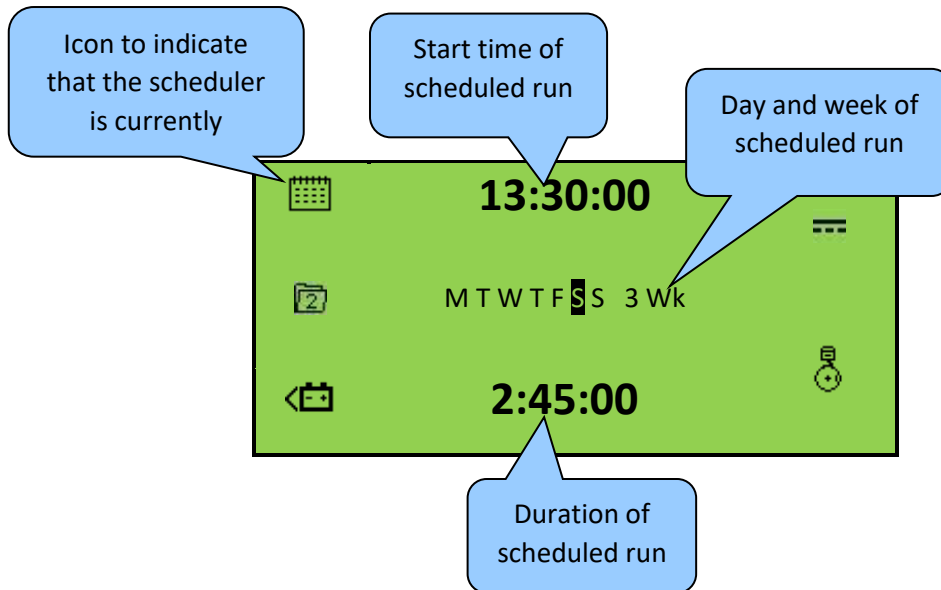 Icon to indicate
that the scheduler
is currently
Start time of
scheduled run
Day and week of
scheduled run
13:30:00
2
M T W T F S S 3 Wk
2:45:00
Duration of
scheduled run